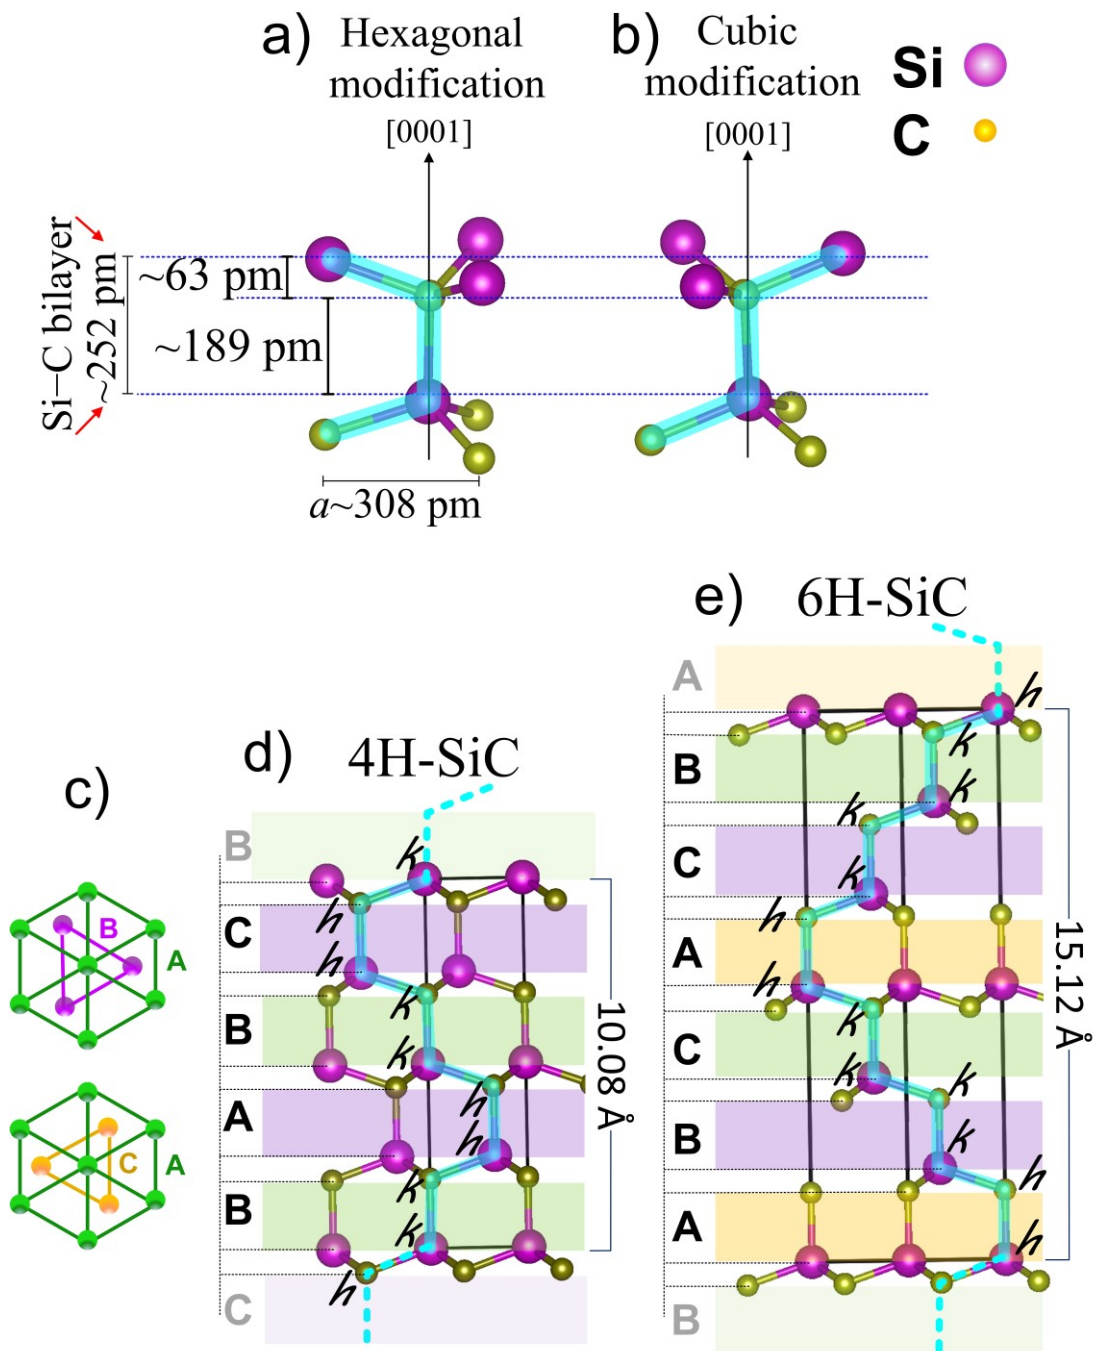 a) Hexagonal modification
[0001]
b) Cubic modification
[0001]
Si
C
Si–C bilayer
~252 pm
~63 pm
~189 pm
a~308 pm
c)
B
A
C
A
d) 4H-SiC
B
k
h
C
h
B
k
k
h
A
h
k
B
k
h
C
10.08 Å
e) 6H-SiC
A
h
k
B
k
k
C
k
h
A
h
k
C
k
k
B
k
h
A
h
B
15.12 Å